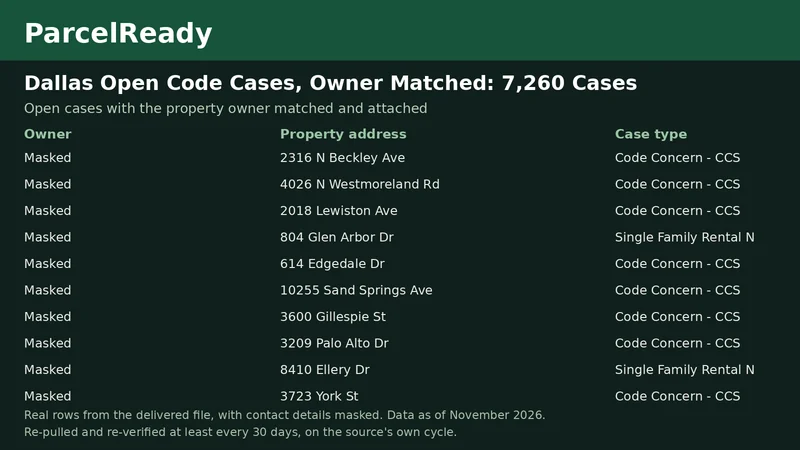 ParcelReady
Dallas Open Code Cases, Owner Matched: 7,260 Cases
Open cases with the property owner matched and attached
Owner Property address Case type
Masked 2316 N Beckley Ave Code Concern - CCS
Masked 4026 N Westmoreland Rd Code Concern - CCS
Masked 2018 Lewiston Ave Code Concern - CCS
Masked 804 Glen Arbor Dr Single Family Rental N
Masked 614 Edgedale Dr Code Concern - CCS
Masked 10255 Sand Springs Ave Code Concern - CCS
Masked 3600 Gillespie St Code Concern - CCS
Masked 3209 Palo Alto Dr Code Concern - CCS
Masked 8410 Ellery Dr Single Family Rental N
Masked 3723 York St Code Concern - CCS
Real rows from the delivered file, with contact details masked. Data as of November 2026.
Re-pulled and re-verified at least every 30 days, on the source's own cycle.